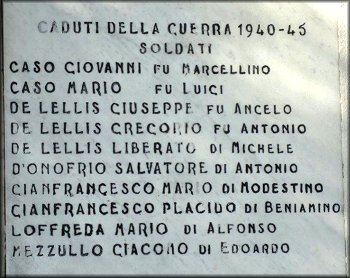 CADUTI DELLA GUERRA 1940-45
SOLDATI
CASO GIOVANNI FU MARCELLINO
CASO MARIO FU LUIGI
DE LELLIS GIUSEPPE FU ANGELO
DE LELLIS GREGORIO FU ANTONIO
DE LELLIS LIBERATO DI MICHELE
D'ONOFRIO SALVATORE DI ANTONIO
GIANFRANCESCO MARIO DI MODESTINO
GIANFRANCESCO PLACIDO DI BENIAMINO
LOFFREDA MARIO DI ALFONSO
MEZZULLO GIACOMO DI EDOARDO